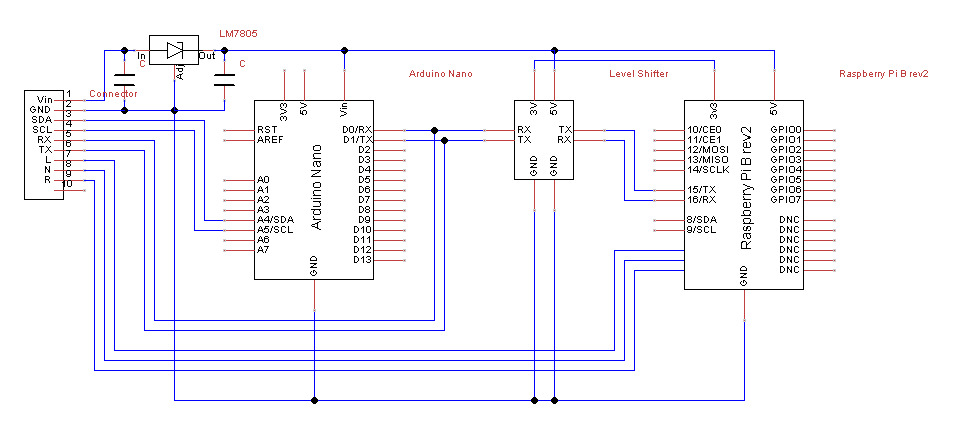 LM7805
In
Out
Adj
C
C
Arduino Nano
Level Shifter
Raspberry Pi B rev2
Connector
1
2
3
4
5
6
7
8
9
10
Vin
GND
SDA
SCL
RX
TX
L
N
R
3V3
5V
Vin
RST
AREF
A0
A1
A2
A3
A4/SDA
A5/SCL
A6
A7
Arduino Nano
D0/RX
D1/TX
D2
D3
D4
D5
D6
D7
D8
D9
D10
D11
D12
D13
GND
3V
5V
RX
TX
TX
RX
GND
GND
3v3
5V
10/CE0
11/CE1
12/MOSI
13/MISO
14/SCLK
15/TX
16/RX
8/SDA
9/SCL
Raspberry Pi B rev2
GPIO0
GPIO1
GPIO2
GPIO3
GPIO4
GPIO5
GPIO6
GPIO7
DNC
DNC
DNC
DNC
DNC
DNC
GND